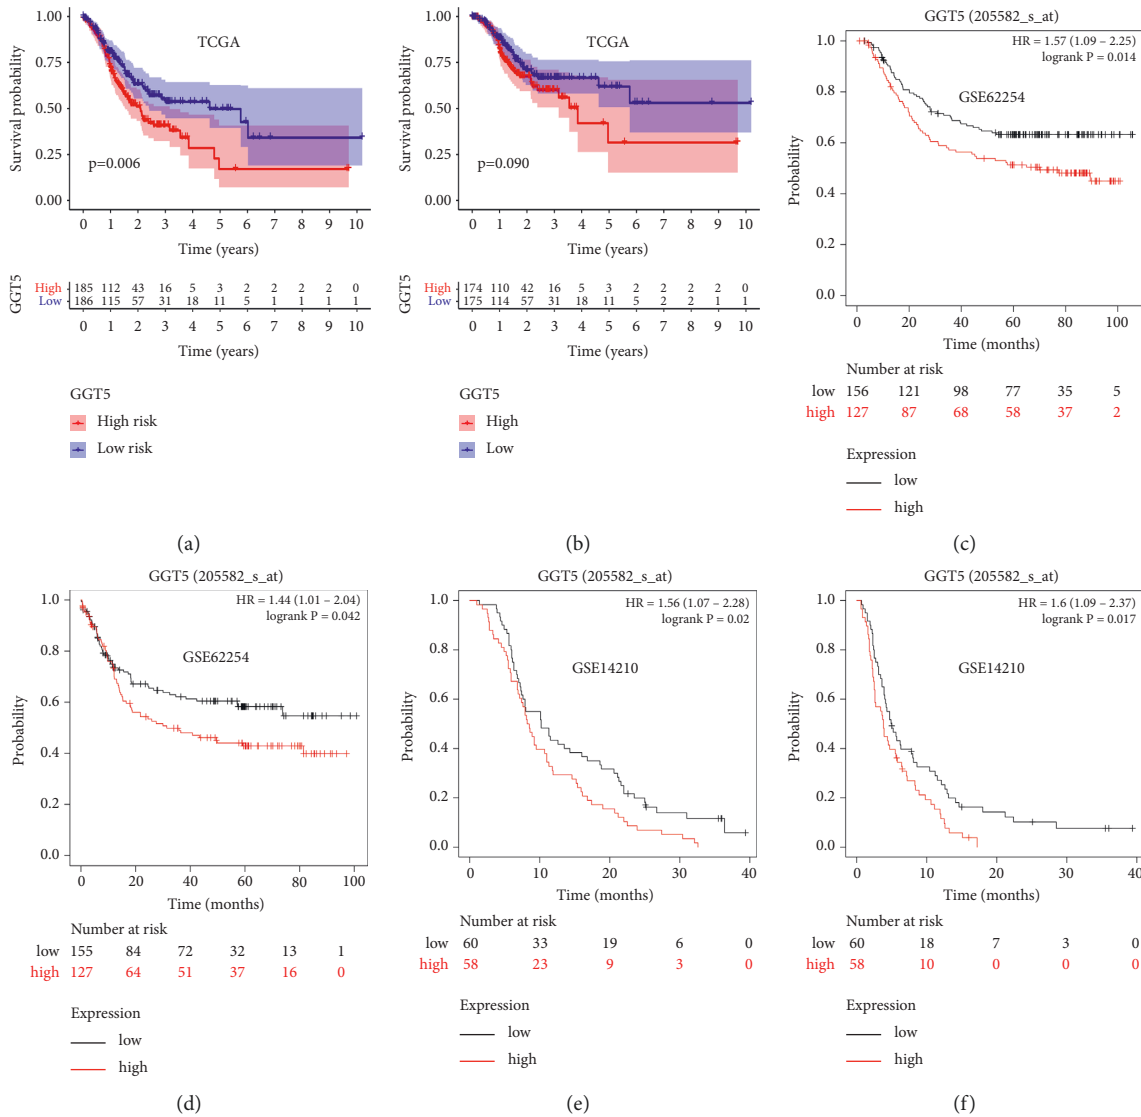 1.00
0.75
0.50
0.25
0.00
Survival probability
TCGA
p=0.006
0 1 2 3 4 5 6 7 8 9 10
Time (years)
GGT5
High 185 112 43 16 5 3 2 2 2 2 0
Low 186 115 57 31 18 11 5 1 1 1 1
0 1 2 3 4 5 6 7 8 9 10
Time (years)
GGT5
High risk
Low risk
(a)
1.00
0.75
0.50
0.25
0.00
Survival probability
TCGA
p=0.090
0 1 2 3 4 5 6 7 8 9 10
Time (years)
GGT5
High 174 110 42 16 5 3 2 2 2 2 0
Low 175 114 57 31 18 11 5 2 2 1 1
0 1 2 3 4 5 6 7 8 9 10
Time (years)
GGT5
High
Low
(b)
GGT5 (205582_s_at)
HR = 1.57 (1.09 – 2.25)
logrank P = 0.014
GSE62254
1.0
0.8
0.6
0.4
0.2
0.0
Probability
0 20 40 60 80 100
Time (months)
Number at risk
low 156 121 98 77 35 5
high 127 87 68 58 37 2
Expression
low
high
(c)
GGT5 (205582_s_at)
HR = 1.44 (1.01 – 2.04)
logrank P = 0.042
GSE62254
1.0
0.8
0.6
0.4
0.2
0.0
Probability
0 20 40 60 80 100
Time (months)
Number at risk
low 155 84 72 32 13 1
high 127 64 51 37 16 0
Expression
low
high
(d)
GGT5 (205582_s_at)
HR = 1.56 (1.07 – 2.28)
logrank P = 0.02
GSE14210
1.0
0.8
0.6
0.4
0.2
0.0
Probability
0 10 20 30 40
Time (months)
Number at risk
low 60 33 19 6 0
high 58 23 9 3 0
Expression
low
high
(e)
GGT5 (205582_s_at)
HR = 1.6 (1.09 – 2.37)
logrank P = 0.017
GSE14210
1.0
0.8
0.6
0.4
0.2
0.0
Probability
0 10 20 30 40
Time (months)
Number at risk
low 60 18 7 3 0
high 58 10 0 0 0
Expression
low
high
(f)